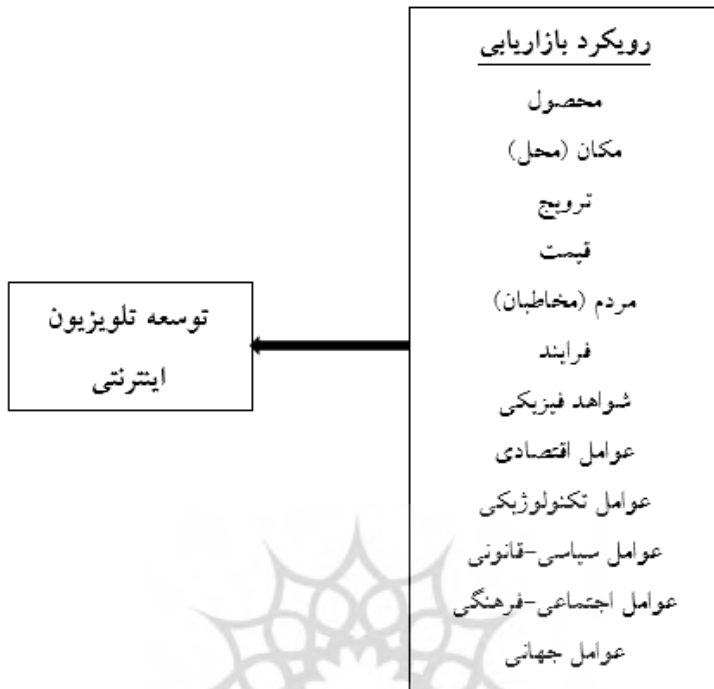 رویکرد بازاریابی
محصول
مکان (محل)
ترویج
قیمت
مردم (مخاطبان)
فرایند
شواهد فیزیکی
عوامل اقتصادی
عوامل تکنولوژیکی
عوامل سیاسی-قانونی
عوامل اجتماعی-فرهنگی
عوامل جهانی
توسعه تلویزیون
اینترنتی